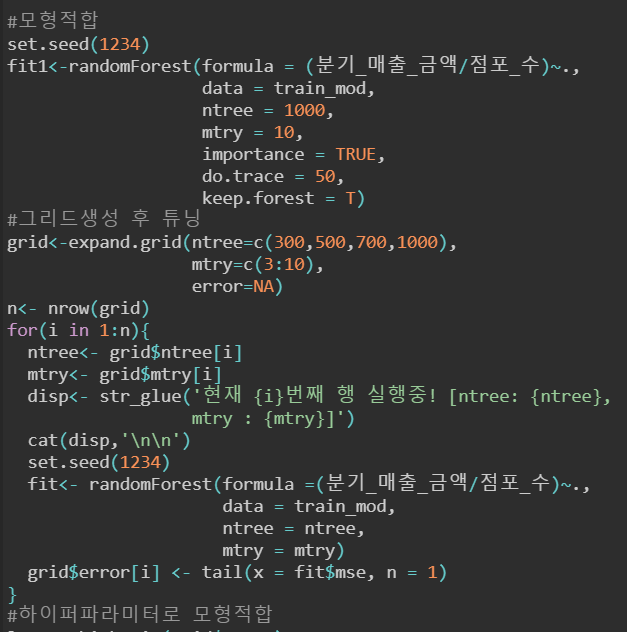 #모형적합
set.seed(1234)
fit1<-randomForest(formula = (분기_매출_금액/점포_수)~.,
                   data = train_mod,
                   ntree = 1000,
                   mtry = 10,
                   importance = TRUE,
                   do.trace = 50,
                   keep.forest = T)
#그리드생성 후 튜닝
grid<-expand.grid(ntree=c(300,500,700,1000),
                  mtry=c(3:10),
                  error=NA)
n<- nrow(grid)
for(i in 1:n){
  ntree<- grid$ntree[i]
  mtry<- grid$mtry[i]
  disp<- str_glue('현재 {i}번째 행 실행중! [ntree: {ntree},
                  mtry : {mtry}]')
  cat(disp,'\n\n')
  set.seed(1234)
  fit<- randomForest(formula =(분기_매출_금액/점포_수)~.,
                     data = train_mod,
                     ntree = ntree,
                     mtry = mtry)
  grid$error[i] <- tail(x = fit$mse, n = 1)
}
#하이퍼파라미터로 모형적합